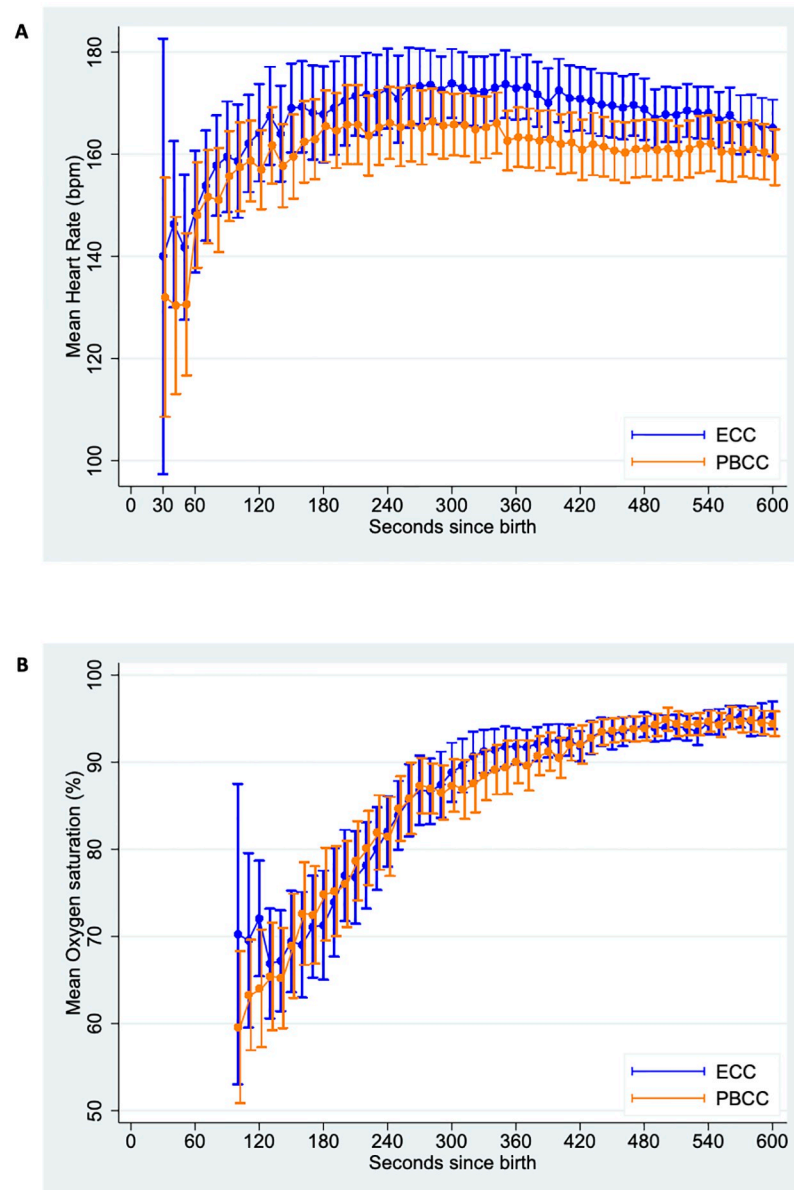 A
180
160
140
120
100
Mean Heart Rate (bpm)
ECC
PBCC
0 30 60 120 180 240 300 360 420 480 540 600
Seconds since birth
B
100
90
80
70
60
50
Mean Oxygen saturation (%)
ECC
PBCC
0 60 120 180 240 300 360 420 480 540 600
Seconds since birth